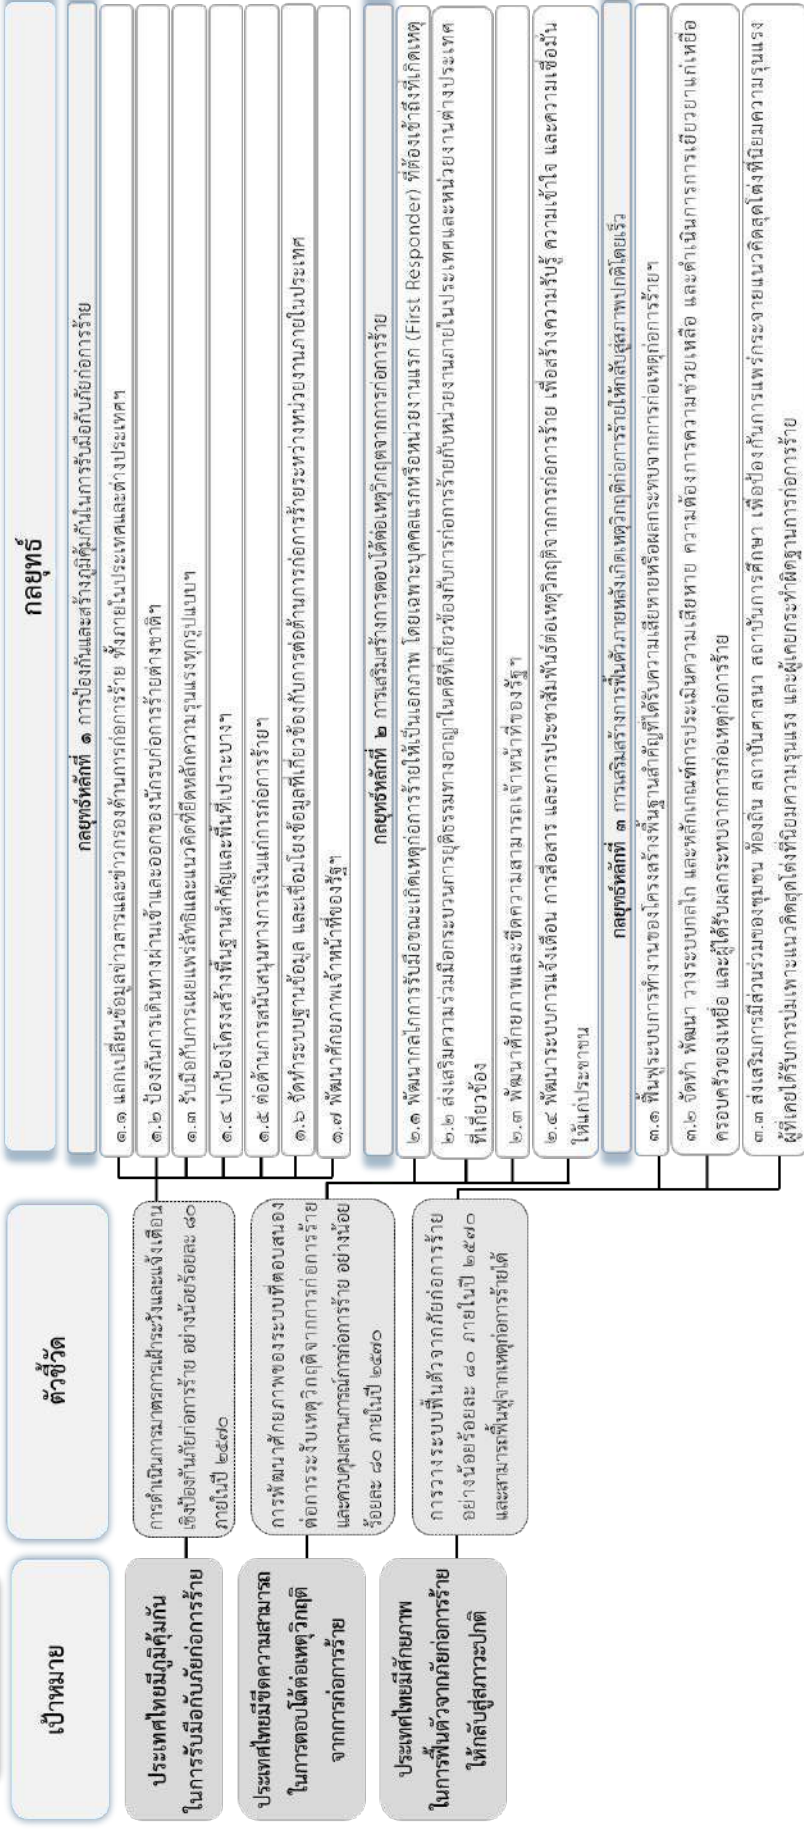 เป้าหมาย
ตัวชี้วัด
กลยุทธ์
ประเทศไทยมีภูมิคุ้มกัน
ในการรับมือกับภัยก่อการร้าย
การดำเนินการมาตรการเฝ้าระวังและแจ้งเตือน
เชิงป้องกันภัยก่อการร้าย อย่างน้อยร้อยละ ๘๐
ภายในปี ๒๕๗๐
กลยุทธ์หลักที่ ๑ การป้องกันและสร้างภูมิคุ้มกันในการรับมือกับภัยก่อการร้าย
๑.๑ แลกเปลี่ยนข้อมูลข่าวสารและข่าวกรองด้านการก่อการร้าย ทั้งภายในประเทศและต่างประเทศฯ
๑.๒ ป้องกันการเดินทางผ่านเข้าและออกของนักรบก่อการร้ายต่างชาติฯ
๑.๓ รับมือกับการเผยแพร่ลัทธิและแนวคิดที่ยึดหลักความรุนแรงทุกรูปแบบฯ
๑.๔ ปกป้องโครงสร้างพื้นฐานสำคัญและพื้นที่เปราะบางฯ
๑.๕ ต่อต้านการสนับสนุนทางการเงินแก่การก่อการร้ายฯ
๑.๖ จัดทำระบบฐานข้อมูล และเชื่อมโยงข้อมูลที่เกี่ยวข้องกับการต่อต้านการก่อการร้ายระหว่างหน่วยงานภายในประเทศ
๑.๗ พัฒนาศักยภาพเจ้าหน้าที่ของรัฐฯ
ประเทศไทยมีขีดความสามารถ
ในการตอบโต้ต่อเหตุวิกฤติ
จากการก่อการร้าย
การพัฒนาศักยภาพของระบบที่ตอบสนอง
ต่อการระงับเหตุวิกฤติจากการก่อการร้าย
และควบคุมสถานการณ์การก่อการร้าย อย่างน้อย
ร้อยละ ๘๐ ภายในปี ๒๕๗๐
กลยุทธ์หลักที่ ๒ การเสริมสร้างการตอบโต้ต่อเหตุวิกฤตจากการก่อการร้าย
๒.๑ พัฒนากลไกการรับมือขณะเกิดเหตุก่อการร้ายให้เป็นเอกภาพ โดยเฉพาะบุคคลแรกหรือหน่วยงานแรก (First Responder) ที่ต้องเข้าถึงที่เกิดเหตุ
๒.๒ ส่งเสริมความร่วมมือกระบวนการยุติธรรมทางอาญาในคดีที่เกี่ยวข้องกับการก่อการร้ายกับหน่วยงานภายในประเทศและหน่วยงานต่างประเทศ
ที่เกี่ยวข้อง
๒.๓ พัฒนาศักยภาพและขีดความสามารถเจ้าหน้าที่ของรัฐฯ
๒.๔ พัฒนาระบบการแจ้งเตือน การสื่อสาร และการประชาสัมพันธ์ต่อเหตุวิกฤติจากการก่อการร้าย เพื่อสร้างความรับรู้ ความเข้าใจ และความเชื่อมั่น
ให้แก่ประชาชน
ประเทศไทยมีศักยภาพ
ในการฟื้นตัวจากภัยก่อการร้าย
ให้กลับสู่สภาวะปกติ
การวางระบบฟื้นตัวจากภัยก่อการร้าย
อย่างน้อยร้อยละ ๘๐ ภายในปี ๒๕๗๐
และสามารถฟื้นฟูจากเหตุก่อการร้ายได้
กลยุทธ์หลักที่ ๓ การเสริมสร้างการฟื้นตัวภายหลังเกิดเหตุวิกฤติก่อการร้ายให้กลับสู่สภาพปกติโดยเร็ว
๓.๑ ฟื้นฟูระบบการทำงานของโครงสร้างพื้นฐานสำคัญที่ได้รับความเสียหายหรือผลกระทบจากการก่อเหตุก่อการร้ายฯ
๓.๒ จัดทำ พัฒนา วางระบบกลไก และหลักเกณฑ์การประเมินความเสียหาย ความต้องการความช่วยเหลือ และดำเนินการการเยียวยาแก่เหยื่อ
ครอบครัวของเหยื่อ และผู้ได้รับผลกระทบจากการก่อเหตุก่อการร้าย
๓.๓ ส่งเสริมการมีส่วนร่วมของชุมชน ท้องถิ่น สถาบันศาสนา สถาบันการศึกษา เพื่อป้องกันการแพร่กระจายแนวคิดสุดโต่งที่นิยมความรุนแรง
ผู้ที่เคยได้รับการบ่มเพาะแนวคิดสุดโต่งที่นิยมความรุนแรง และผู้เคยกระทำผิดฐานการก่อการร้าย